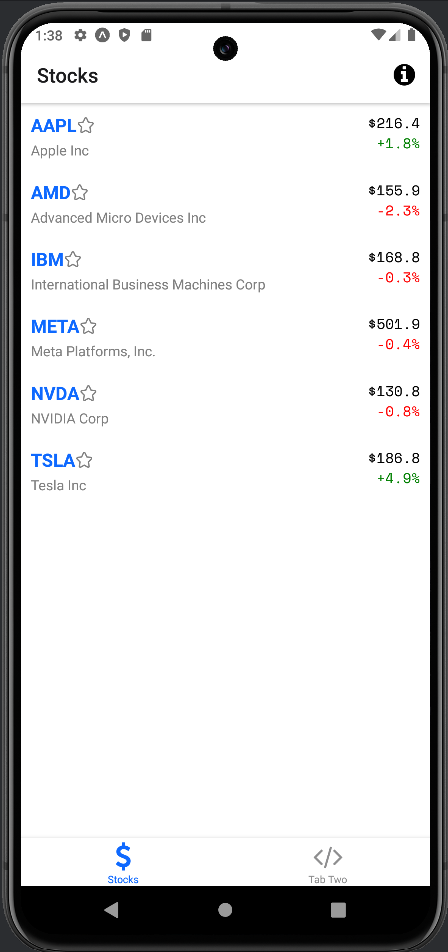 1:38
Stocks
AAPL $216.4
Apple Inc +1.8%
AMD $155.9
Advanced Micro Devices Inc -2.3%
IBM $168.8
International Business Machines Corp -0.3%
META $501.9
Meta Platforms, Inc. -0.4%
NVDA $130.8
NVIDIA Corp -0.8%
TSLA $186.8
Tesla Inc +4.9%
Stocks Tab Two